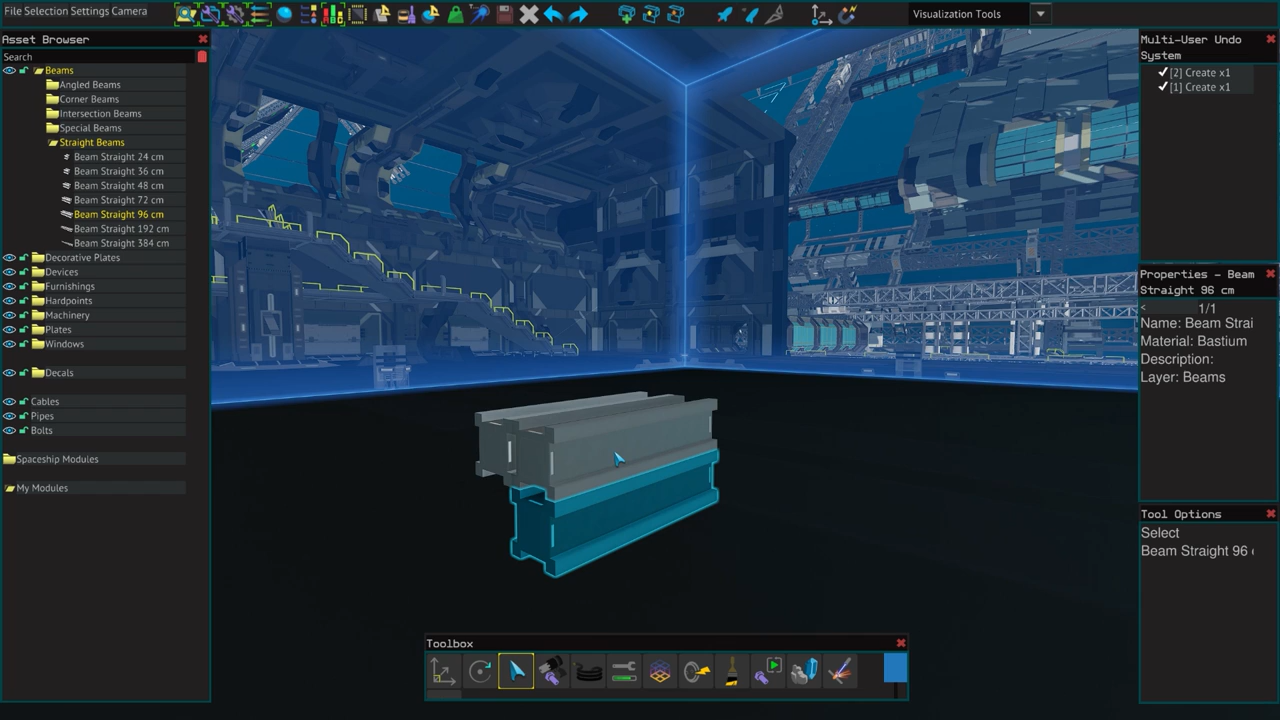 File Selection Settings Camera
Visualization Tools
Asset Browser
Search
Beams
Angled Beams
Corner Beams
Intersection Beams
Special Beams
Straight Beams
Beam Straight 24 cm
Beam Straight 36 cm
Beam Straight 48 cm
Beam Straight 72 cm
Beam Straight 96 cm
Beam Straight 192 cm
Beam Straight 384 cm
Decorative Plates
Devices
Furnishings
Hardpoints
Machinery
Plates
Windows
Decals
Cables
Pipes
Bolts
Spaceship Modules
My Modules
Toolbox
Multi-User Undo
System
[2] Create x1
[1] Create x1
Properties - Beam
Straight 96 cm
< 1/1
Name: Beam Strai
Material: Bastium
Description:
Layer: Beams
Tool Options
Select
Beam Straight 96